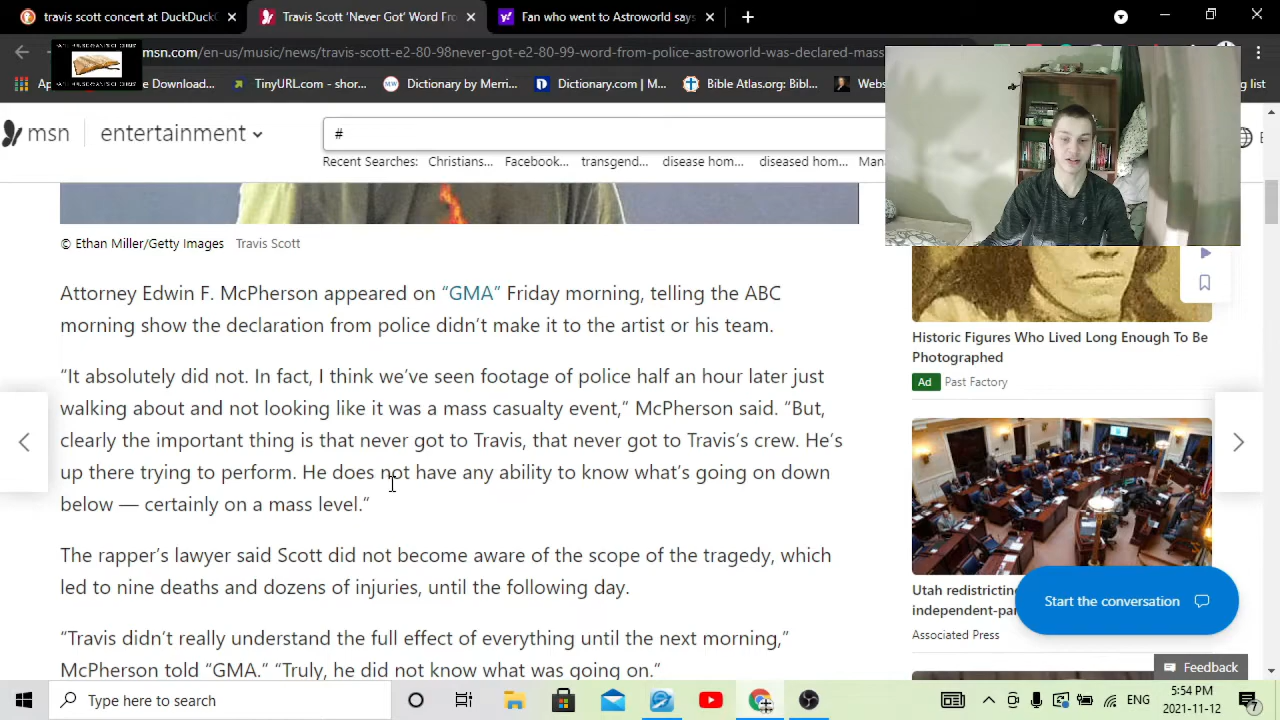 travis scott concert at DuckDuckG
Travis Scott 'Never Got' Word Fro
Fan who went to Astroworld says
msn.com/en-us/music/news/travis-scott-e2-80-98never-got-e2-80-99-word-from-police-astroworld-w
Download...
TinyURL.com - shor...
Dictionary by Merri...
Dictionary.com | M...
msn
entertainment
#
Recent Searches: Christians... Facebook... transgend... disease hom... diseased hom... Man
© Ethan Miller/Getty Images Travis Scott
Attorney Edwin F. McPherson appeared on “GMA” Friday morning, telling the ABC
morning show the declaration from police didn’t make it to the artist or his team.
“It absolutely did not. In fact, I think we’ve seen footage of police half an hour later just
walking about and not looking like it was a mass casualty event,” McPherson said. “But,
clearly the important thing is that never got to Travis, that never got to Travis’s crew. He’s
up there trying to perform. He does not have any ability to know what’s going on down
below — certainly on a mass level.”
The rapper’s lawyer said Scott did not become aware of the scope of the tragedy, which
led to nine deaths and dozens of injuries, until the following day.
“Travis didn’t really understand the full effect of everything until the next morning,”
McPherson told “GMA.” “Truly, he did not know what was going on.”
Historic Figures Who Lived Long Enough To Be
Photographed
Ad Past Factory
Utah redistricting
independent-pa
Associated Press
Start the conversation
Feedback
Type here to search
ENG
5:54 PM
2021-11-12
7